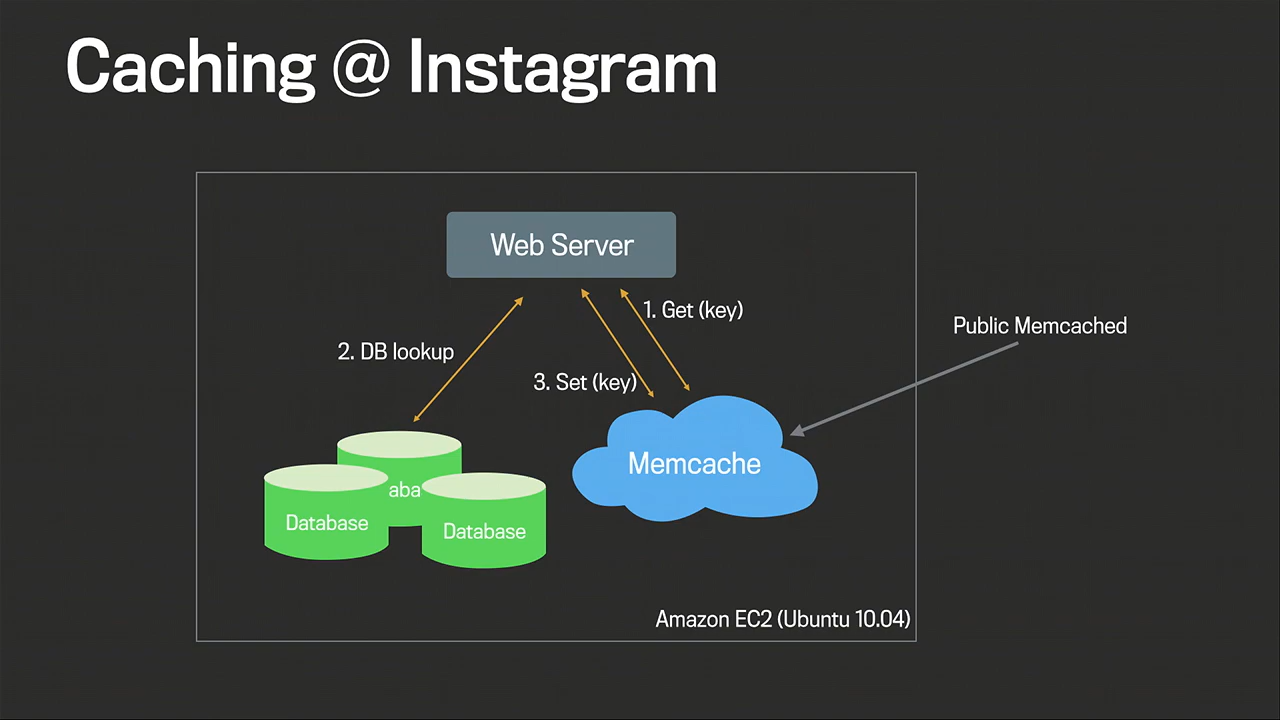 Caching @ Instagram
Web Server
1. Get (key)
Public Memcached
2. DB lookup
3. Set (key)
Memcache
aba
Database
Database
Amazon EC2 (Ubuntu 10.04)